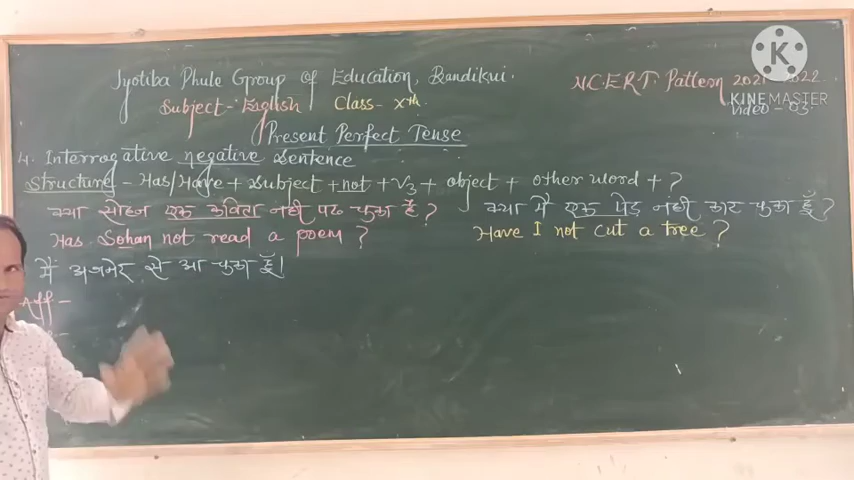 Jyotiba Phule Group of Education, Bandikui.
N.C.E.R.T. Pattern 2021-2022
KINEMASTER
Subject:- English Class- Xth.
Video - 03.
Present Perfect Tense
4. Interrogative negative Sentence
Structure - Has/Have + Subject + not + V3 + object + other word + ?
क्या सोहन एक कविता नहीं पढ चुका है ?
क्या मैं एक पेड़ नहीं काट चुका हूँ ?
Has Sohan not read a poem ?
Have I not cut a tree ?
मैं अजमेर से आ चुका हूँ।
Aff -